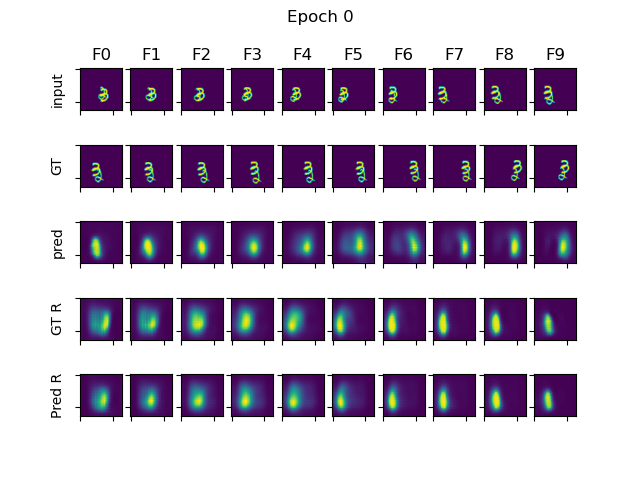 Epoch 0
F0 F1 F2 F3 F4 F5 F6 F7 F8 F9
input
GT
pred
GT R
Pred R